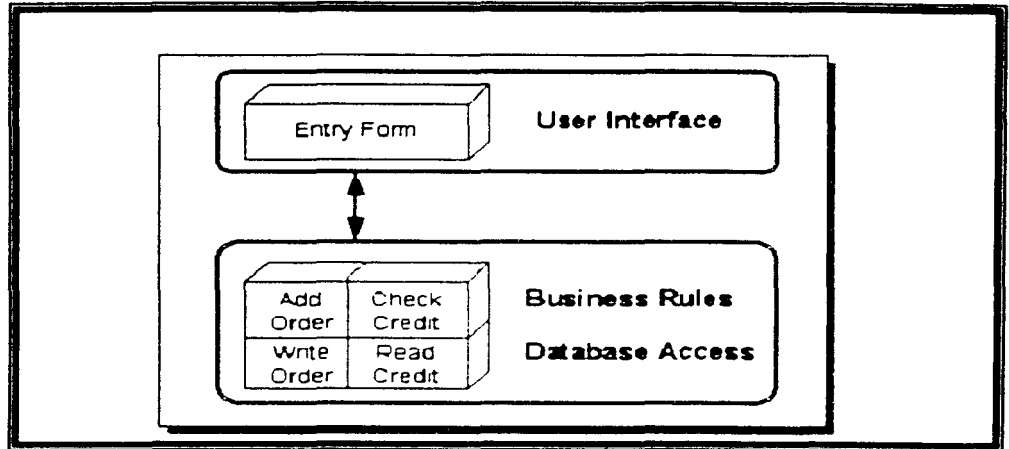 Entry Form
User Interface
Add Order
Check Credit
Business Rules
Write Order
Read Credit
Database Access